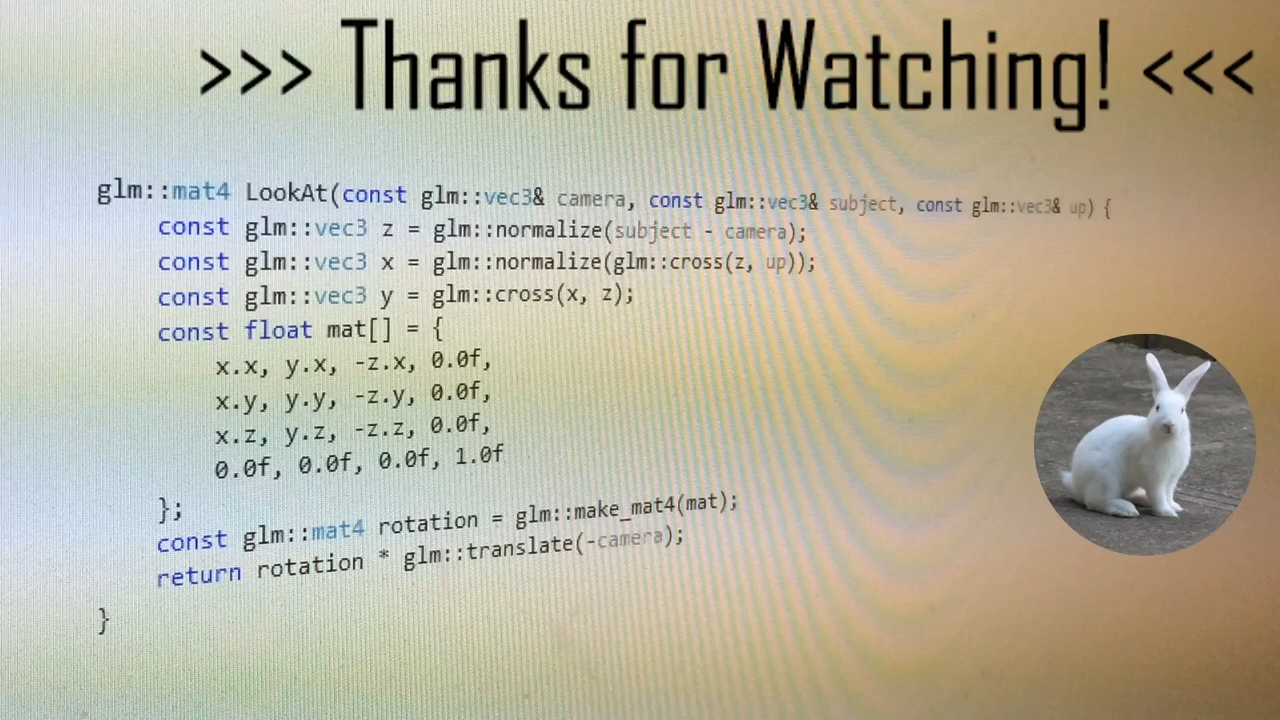 >>> Thanks for Watching! <<<
glm::mat4 LookAt(const glm::vec3& camera, const glm::vec3& subject, const glm::vec3& up) {
const glm::vec3 z = glm::normalize(subject - camera);
const glm::vec3 x = glm::normalize(glm::cross(z, up));
const glm::vec3 y = glm::cross(x, z);
const float mat[] = {
x.x, y.x, -z.x, 0.0f,
x.y, y.y, -z.y, 0.0f,
x.z, y.z, -z.z, 0.0f,
0.0f, 0.0f, 0.0f, 1.0f
};
const glm::mat4 rotation = glm::make_mat4(mat);
return rotation * glm::translate(-camera);
}